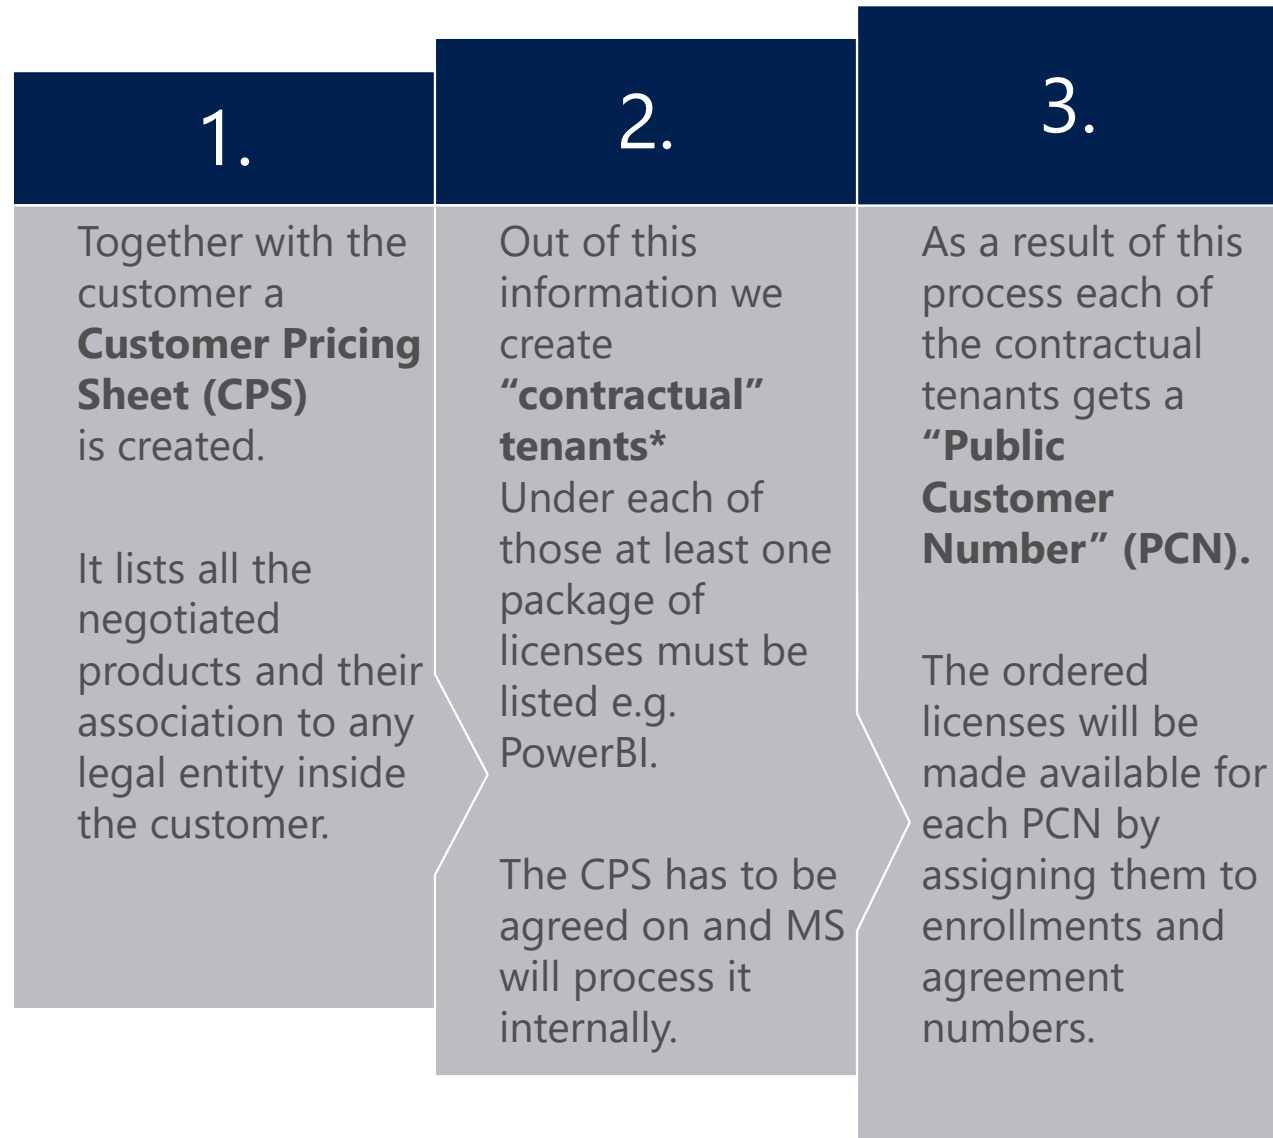 1.
Together with the
customer a
Customer Pricing
Sheet (CPS)
is created.
It lists all the
negotiated
products and their
association to any
legal entity inside
the customer.
2.
Out of this
information we
create
“contractual”
tenants*
Under each of
those at least one
package of
licenses must be
listed e.g.
PowerBI.
The CPS has to be
agreed on and MS
will process it
internally.
3.
As a result of this
process each of
the contractual
tenants gets a
“Public
Customer
Number” (PCN).
The ordered
licenses will be
made available for
each PCN by
assigning them to
enrollments and
agreement
numbers.